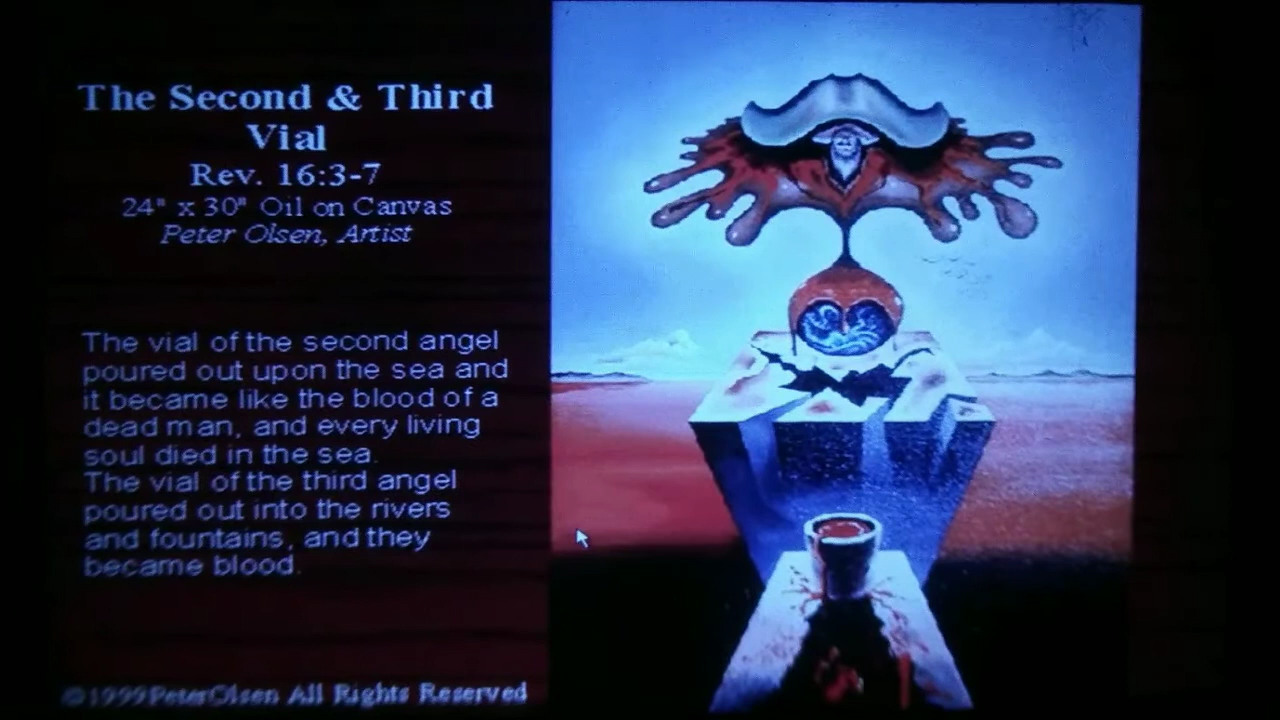 The Second & Third
Vial
Rev. 16:3-7
24" x 30" Oil on Canvas
Peter Olsen, Artist
The vial of the second angel
poured out upon the sea and
it became like the blood of a
dead man, and every living
soul died in the sea.
The vial of the third angel
poured out into the rivers
and fountains, and they
became blood.
©1999 Peter Olsen All Rights Reserved